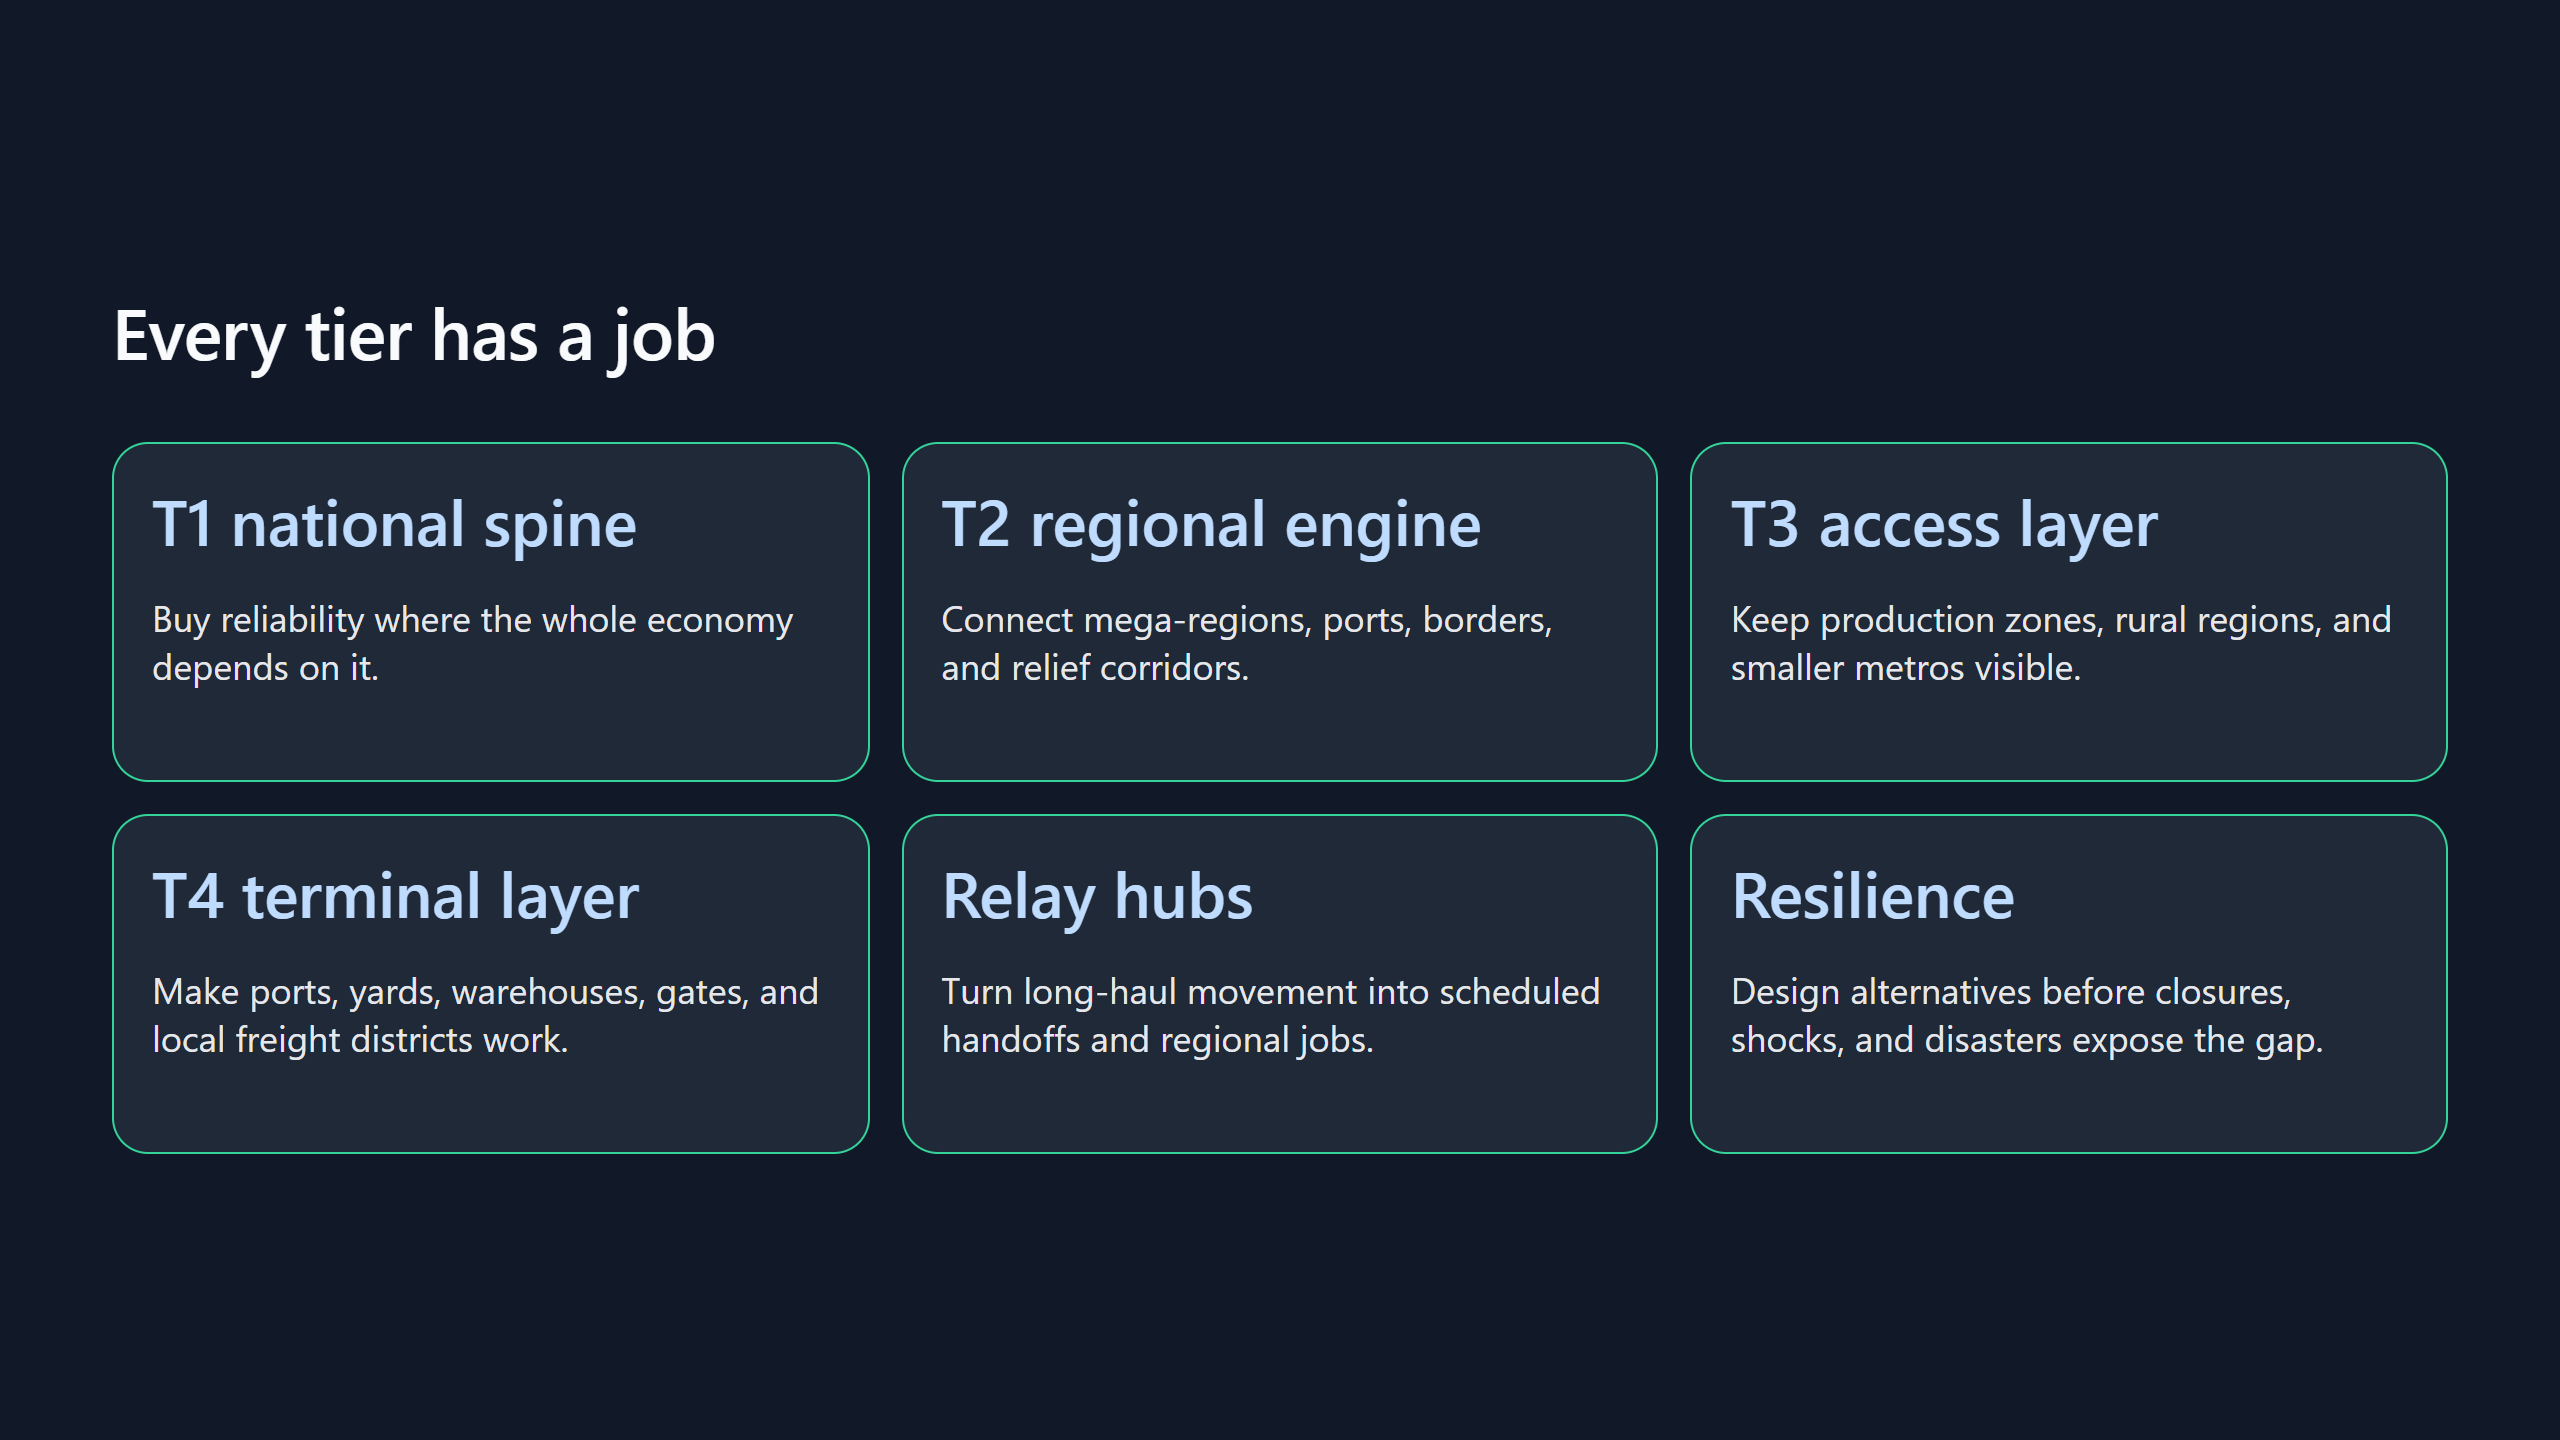 Every tier has a job
T1 national spine
Buy reliability where the whole economy
depends on it.
T2 regional engine
Connect mega-regions, ports, borders,
and relief corridors.
T3 access layer
Keep production zones, rural regions, and
smaller metros visible.
T4 terminal layer
Make ports, yards, warehouses, gates, and
local freight districts work.
Relay hubs
Turn long-haul movement into scheduled
handoffs and regional jobs.
Resilience
Design alternatives before closures,
shocks, and disasters expose the gap.